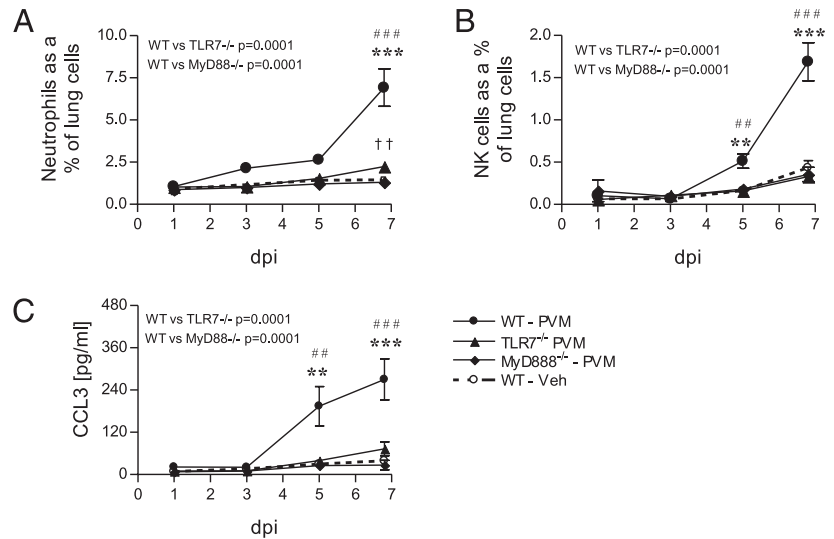 A
WT vs TLR7-/- p=0.0001
WT vs MyD88-/- p=0.0001
###
***
††
Neutrophils as a
% of lung cells
10.0
7.5
5.0
2.5
0.0
0 1 2 3 4 5 6 7
dpi
B
WT vs TLR7-/- p=0.0001
WT vs MyD88-/- p=0.0001
##
**
###
***
NK cells as a %
of lung cells
2.0
1.5
1.0
0.5
0.0
0 1 2 3 4 5 6 7
dpi
C
WT vs TLR7-/- p=0.0001
WT vs MyD88-/- p=0.0001
##
**
###
***
CCL3 [pg/ml]
480
360
240
120
0
0 1 2 3 4 5 6 7
dpi
WT - PVM
TLR7-/- PVM
MyD888-/- - PVM
WT - Veh